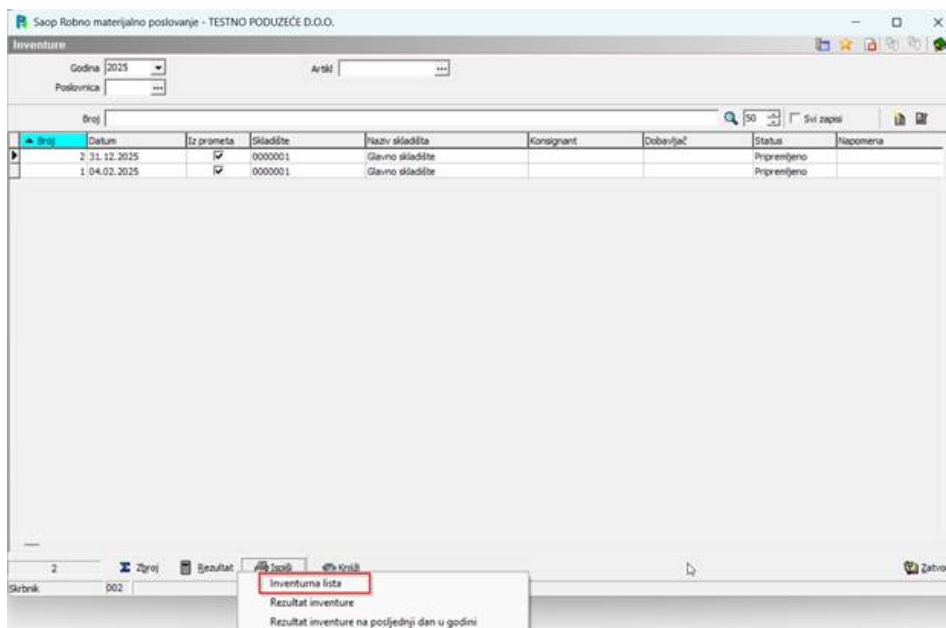 Saop Robno materijalno poslovanje - TESTNO PODUZEĆE D.O.O.
Inventure
Godina 2025 Artikl
Poslovnica
Broj 50 Svi zapisi
Broj Datum Iz prometa Skladište Naziv skladišta Konsignant Dobavljač Status Napomena
2 31.12.2025 0000001 Glavno skladište Pripremljeno
1 04.02.2025 0000001 Glavno skladište Pripremljeno
2 Zbroj Rezultat Ispiši Knjiži Zatvo
Skrbnik 002
Inventurna lista
Rezultat inventure
Rezultat inventure na posljednji dan u godini